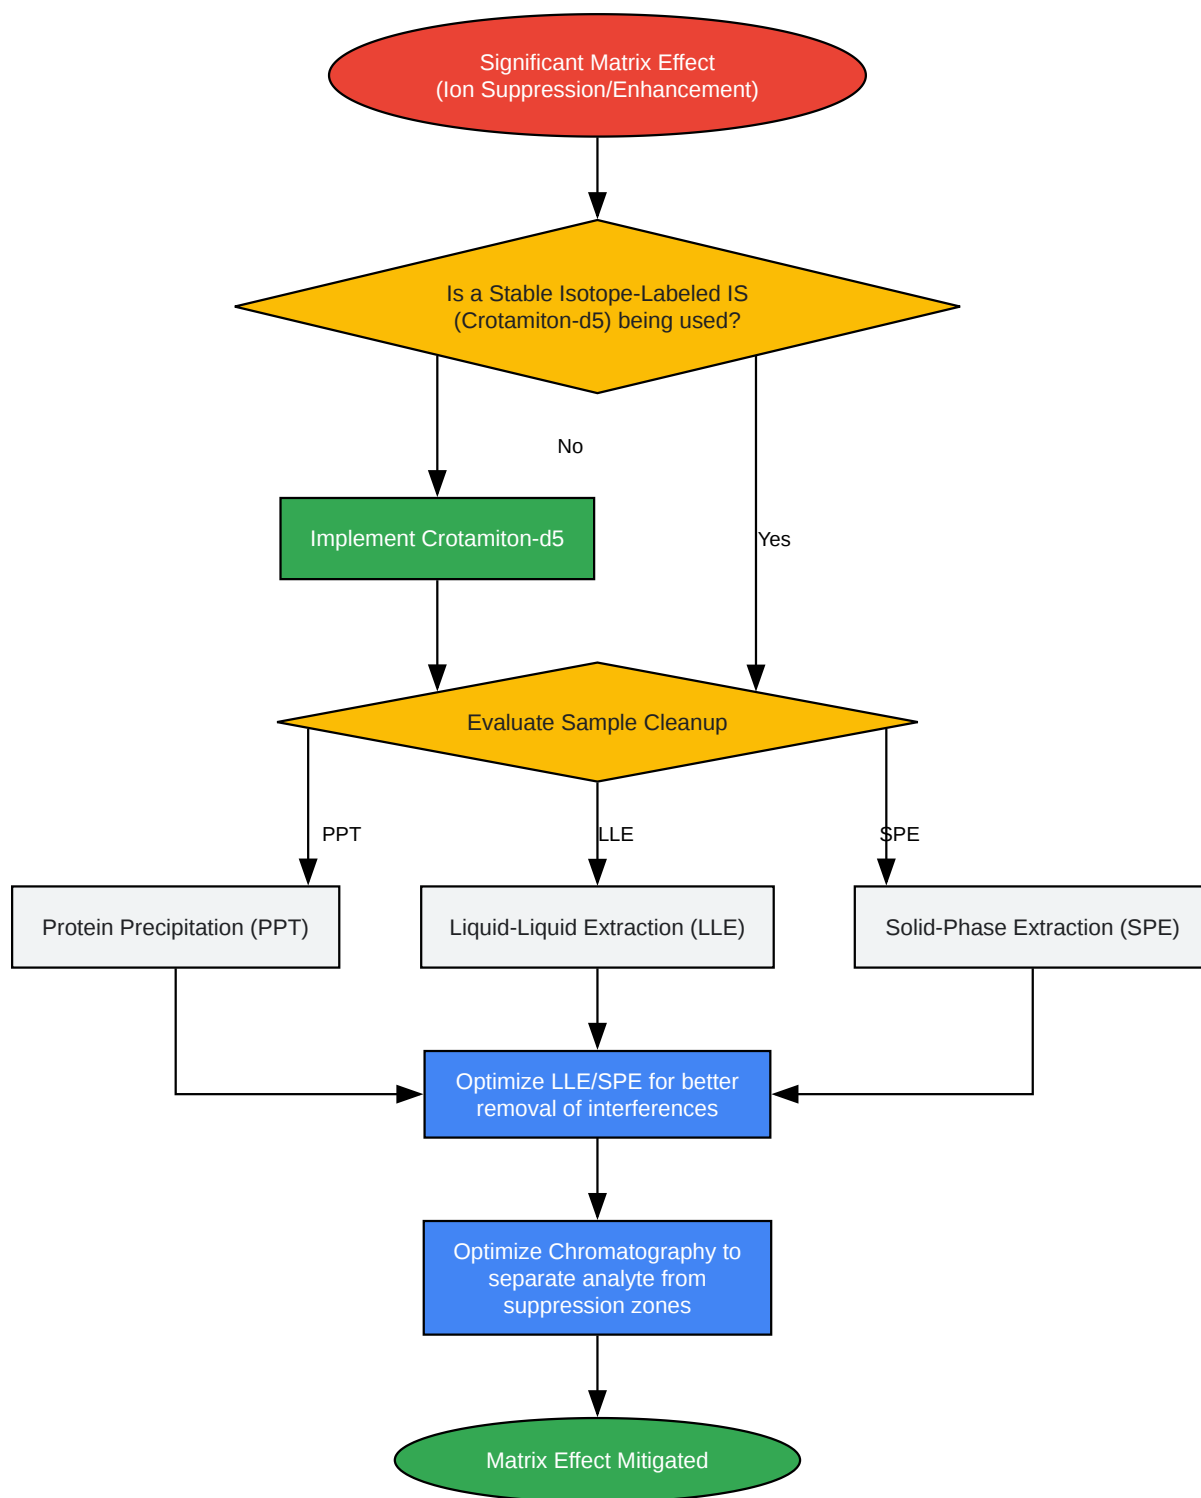 Significant Matrix Effect
(Ion Suppression/Enhancement)
Is a Stable Isotope-Labeled IS
(Crotamiton-d5) being used?
No
Implement Crotamiton-d5
Yes
Evaluate Sample Cleanup
PPT
LLE
SPE
Protein Precipitation (PPT)
Liquid-Liquid Extraction (LLE)
Solid-Phase Extraction (SPE)
Optimize LLE/SPE for better
removal of interferences
Optimize Chromatography to
separate analyte from
suppression zones
Matrix Effect Mitigated